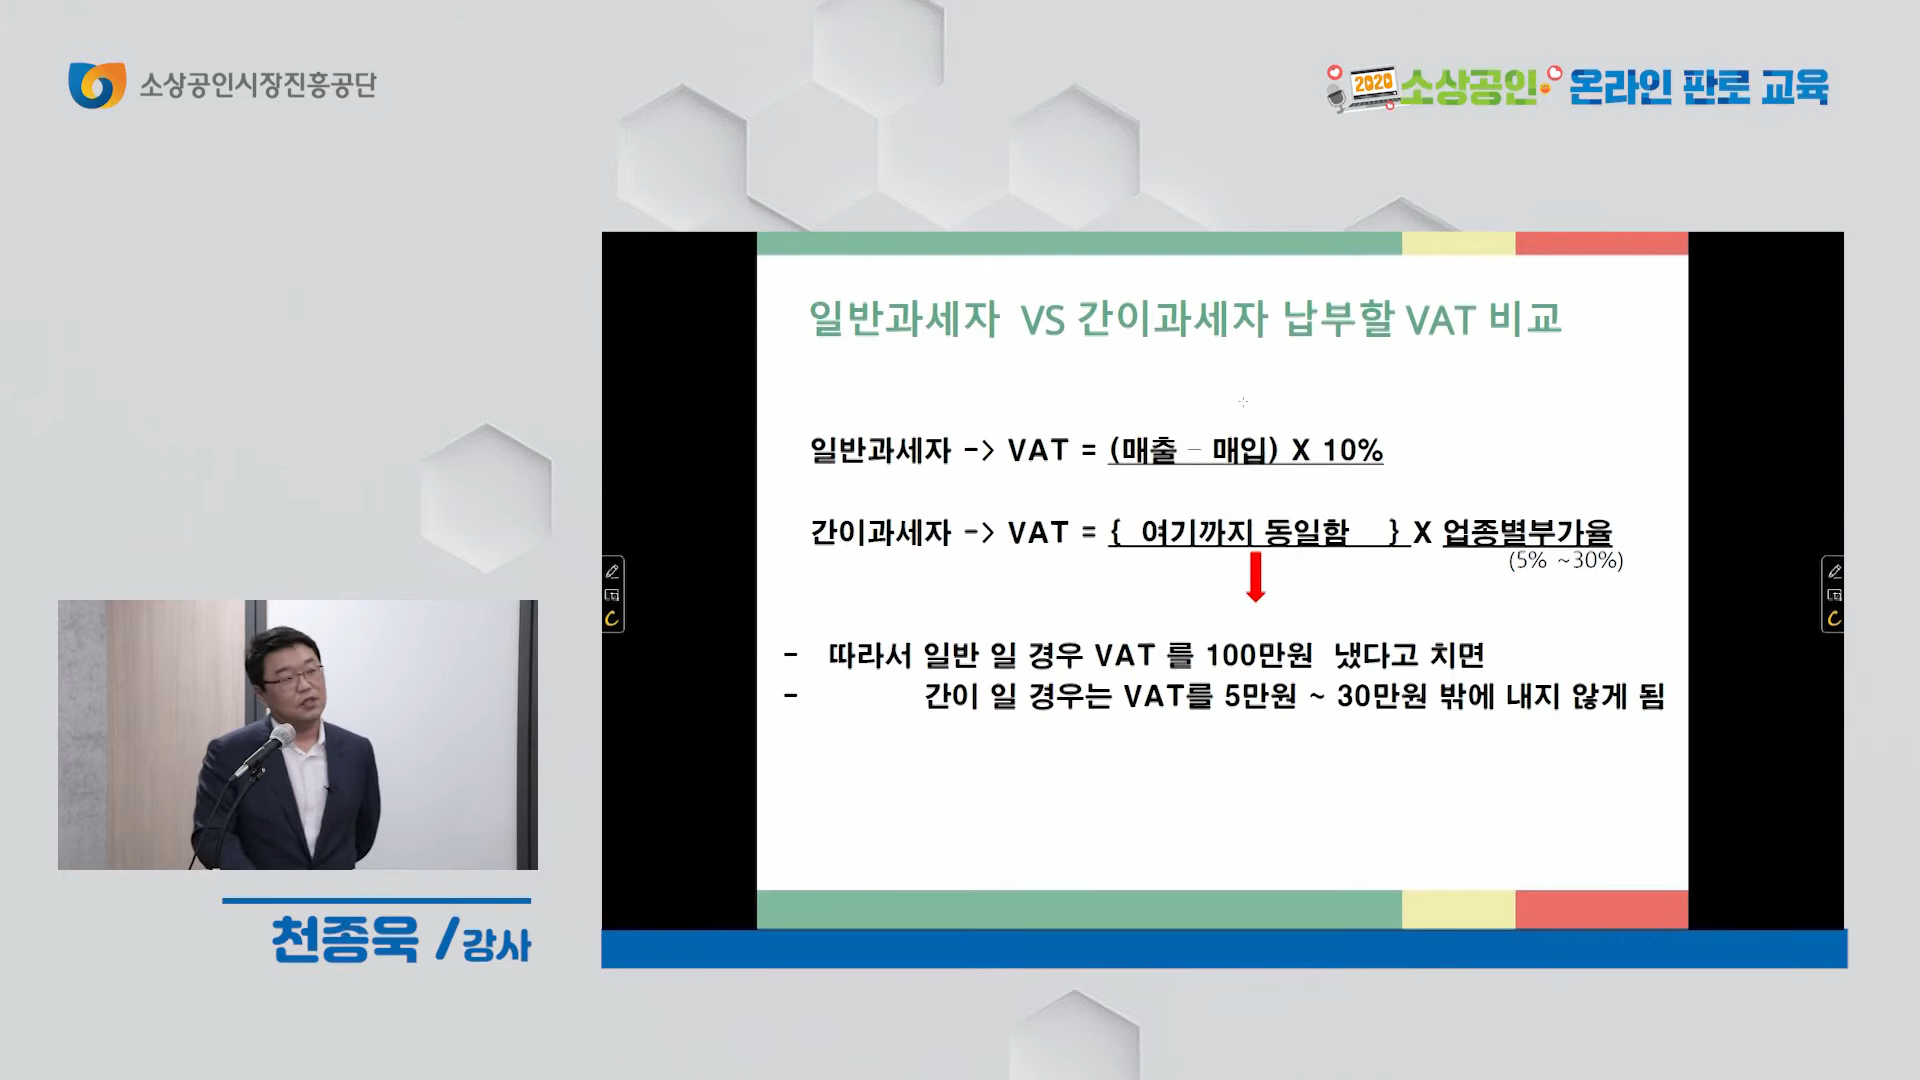 소상공인시장진흥공단
2020 소상공인 온라인 판로 교육
일반과세자 VS 간이과세자 납부할 VAT 비교
일반과세자 -> VAT = (매출 – 매입) X 10%
간이과세자 -> VAT = { 여기까지 동일함 } X 업종별부가율
(5% ~30%)
- 따라서 일반 일 경우 VAT 를 100만원 냈다고 치면
- 간이 일 경우는 VAT를 5만원 ~ 30만원 밖에 내지 않게 됨
천종욱 / 강사